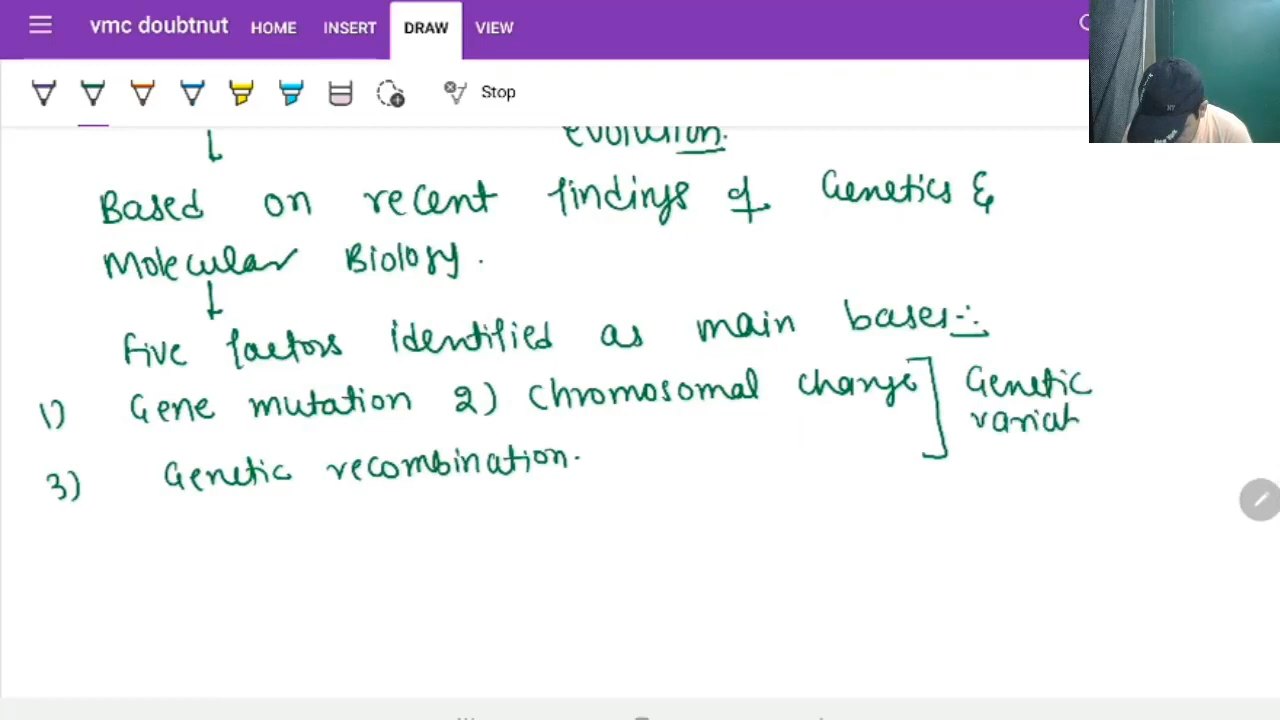 vmc doubtnut HOME INSERT DRAW VIEW
Stop
evolution.
Based on recent findings of Genetics &
Molecular Biology.
Five factors identified as main bases:-
1) Gene mutation 2) Chromosomal change Genetic
variat
3) Genetic recombination.